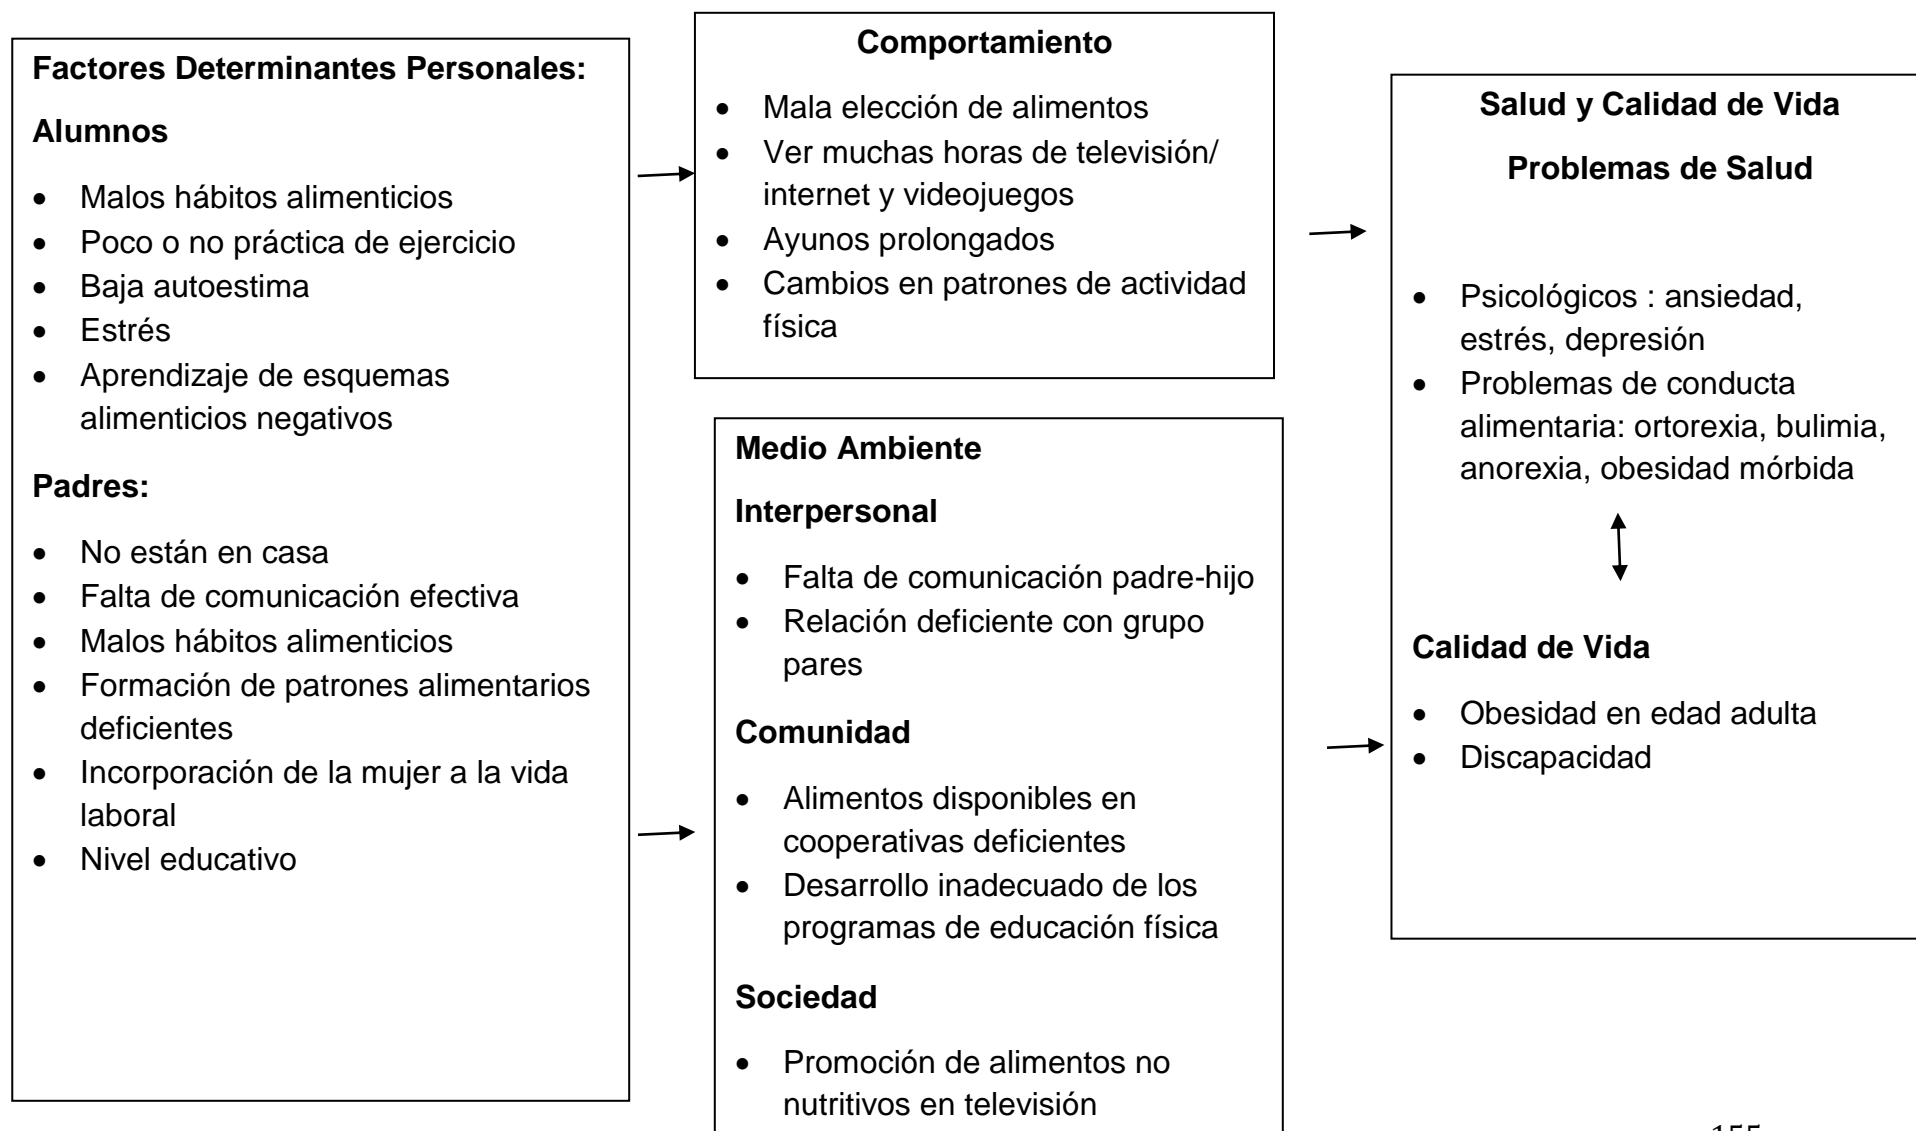 Factores Determinantes Personales:
Alumnos
• Malos hábitos alimenticios
• Poco o no práctica de ejercicio
• Baja autoestima
• Estrés
• Aprendizaje de esquemas
alimenticios negativos
Padres:
• No están en casa
• Falta de comunicación efectiva
• Malos hábitos alimenticios
• Formación de patrones alimentarios
deficientes
• Incorporación de la mujer a la vida
laboral
• Nivel educativo
Comportamiento
• Mala elección de alimentos
• Ver muchas horas de televisión/
internet y videojuegos
• Ayunos prolongados
• Cambios en patrones de actividad
física
Medio Ambiente
Interpersonal
• Falta de comunicación padre-hijo
• Relación deficiente con grupo
pares
Comunidad
• Alimentos disponibles en
cooperativas deficientes
• Desarrollo inadecuado de los
programas de educación física
Sociedad
• Promoción de alimentos no
nutritivos en televisión
Salud y Calidad de Vida
Problemas de Salud
• Psicológicos : ansiedad,
estrés, depresión
• Problemas de conducta
alimentaria: ortorexia, bulimia,
anorexia, obesidad mórbida
Calidad de Vida
• Obesidad en edad adulta
• Discapacidad
155